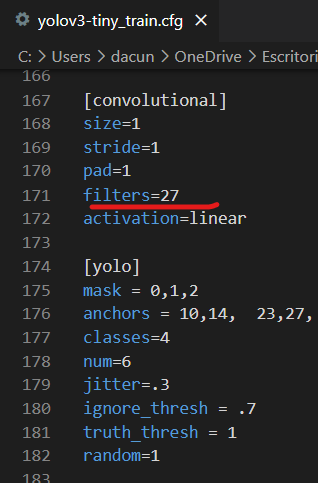 yolov3-tiny_train.cfg ×
C: > Users > dacun > OneDrive > Escritori
166
167 [convolutional]
168 size=1
169 stride=1
170 pad=1
171 filters=27
172 activation=linear
173
174 [yolo]
175 mask = 0,1,2
176 anchors = 10,14,  23,27,
177 classes=4
178 num=6
179 jitter=.3
180 ignore_thresh = .7
181 truth_thresh = 1
182 random=1
183